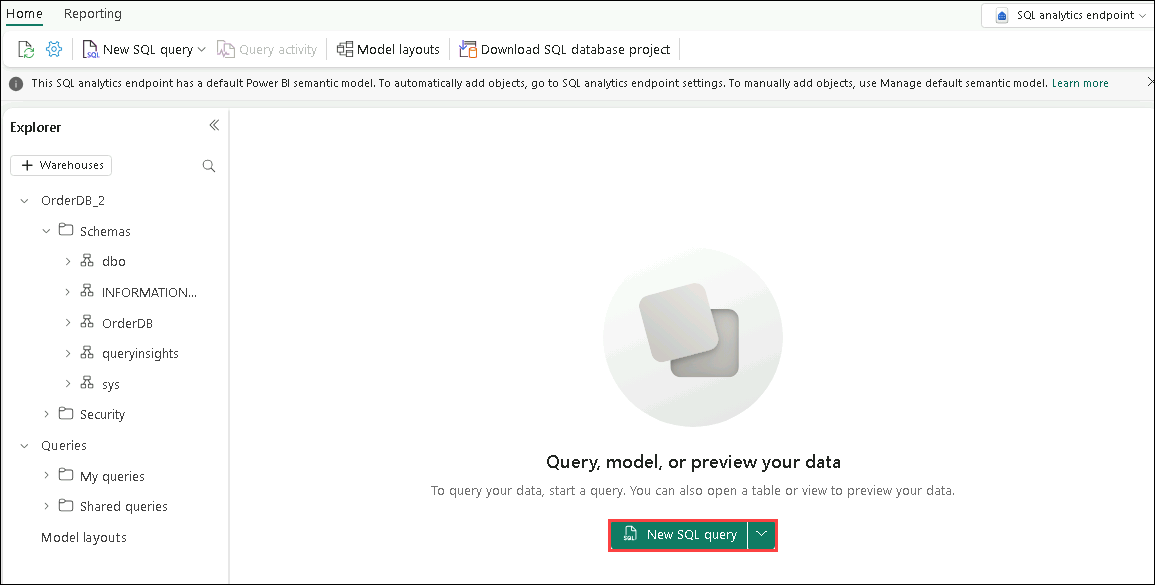 Home Reporting SQL analytics endpoint
New SQL query Query activity Model layouts Download SQL database project
This SQL analytics endpoint has a default Power BI semantic model. To automatically add objects, go to SQL analytics endpoint settings. To manually add objects, use Manage default semantic model. Learn more
Explorer
Warehouses
OrderDB_2
Schemas
dbo
INFORMATION...
OrderDB
queryinsights
sys
Security
Queries
My queries
Shared queries
Model layouts
Query, model, or preview your data
To query your data, start a query. You can also open a table or view to preview your data.
SQL New SQL query